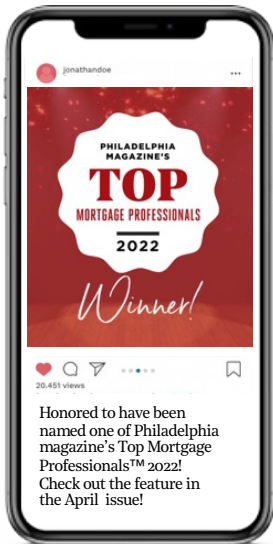 jonathandoe
PHILADELPHIA
MAGAZINE'S
TOP
MORTGAGE PROFESSIONALS
2022
Winner!
20.451 views
Honored to have been
named one of Philadelphia
magazine's Top Mortgage
Professionals™ 2022!
Check out the feature in
the April issue!